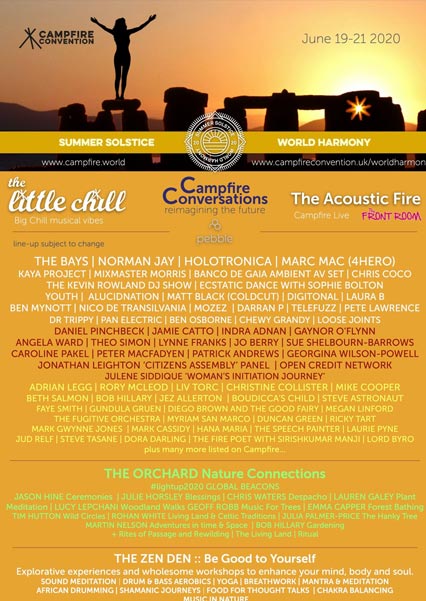 CAMPFIRE
CONVENTION
June 19-21 2020
SUMMER SOLSTICE
SUMMER SOLSTICE
2020
WORLD HARMONY
WORLD HARMONY
www.campfire.world
www.campfireconvention.uk/worldharmon
the
little chill
Big Chill musical vibes
Campfire
Conversations
reimagining the future
pebble
The Acoustic Fire
Campfire Live
FRONT ROOM
line-up subject to change
THE BAYS | NORMAN JAY | HOLOTRONICA | MARC MAC (4HERO)
KAYA PROJECT | MIXMASTER MORRIS | BANCO DE GAIA AMBIENT AV SET | CHRIS COCO
THE KEVIN ROWLAND DJ SHOW | ECSTATIC DANCE WITH SOPHIE BOLTON
YOUTH | ALUCIDNATION | MATT BLACK (COLDCUT) | DIGITONAL | LAURA B
BEN MYNOTT | NICO DE TRANSILVANIA | MOZEZ | DARRAN P | TELEFUZZ | PETE LAWRENCE
DR TRIPPY | PAN ELECTRIC | BEN OSBORNE | CHEWY GRANDY | LOOSE JOINTS
DANIEL PINCHBECK | JAMIE CATTO | INDRA ADNAN | GAYNOR O'FLYNN
ANGELA WARD | THEO SIMON | LYNNE FRANKS | JO BERRY | SUE SHELBOURN-BARROWS
CAROLINE PAKEL | PETER MACFADYEN | PATRICK ANDREWS | GEORGINA WILSON-POWELL
JONATHAN LEIGHTON 'CITIZENS ASSEMBLY' PANEL | OPEN CREDIT NETWORK
JULENE SIDDIQUE 'WOMAN'S INITIATION JOURNEY'
ADRIAN LEGG | RORY MCLEOD | LIV TORC | CHRISTINE COLLISTER | MIKE COOPER
BETH SALMON | BOB HILLARY | JEZ ALLERTON | BOUDICCA'S CHILD | STEVE ASTRONAUT
FAYE SMITH | GUNDULA GRUEN | DIEGO BROWN AND THE GOOD FAIRY | MEGAN LINFORD
THE FUGITIVE ORCHESTRA | MYRIAM SAN MARCO | DUNCAN GREEN | RICKY TART
MARK GWYNNE JONES | MARK CASSIDY | HANA MARIA | THE SPEECH PAINTER | LAURIE PYNE
JUD RELF | STEVE TASANE | DORA DARLING | THE FIRE POET WITH SIRISHKUMAR MANJI | LORD BYRO
plus many more listed on Campfire...
THE ORCHARD Nature Connections
#lightup2020 GLOBAL BEACONS
JASON HINE Ceremonies | JULIE HORSLEY Blessings | CHRIS WATERS Despacho | LAUREN GALEY Plant
Meditation | LUCY LEPCHANI Woodland Walks GEOFF ROBB Music For Trees | EMMA CAPPER Forest Bathing
TIM HUTTON Wild Circles | ROHAN WHITE Living Land & Celtic Traditions | JULIA PALMER-PRICE The Hanky Tree
MARTIN NELSON Adventures in time & Space | BOB HILLARY Gardening
+ Rites of Passage and Rewilding | The Living Land | Ritual
THE ZEN DEN :: Be Good to Yourself
Explorative experiences and wholesome workshops to enhance your mind, body and soul.
SOUND MEDITATION | DRUM & BASS AEROBICS | YOGA | BREATHWORK | MANTRA & MEDITATION
AFRICAN DRUMMING | SHAMANIC JOURNEYS | FOOD FOR THOUGHT TALKS | CHAKRA BALANCING
MUSIC IN NATURE